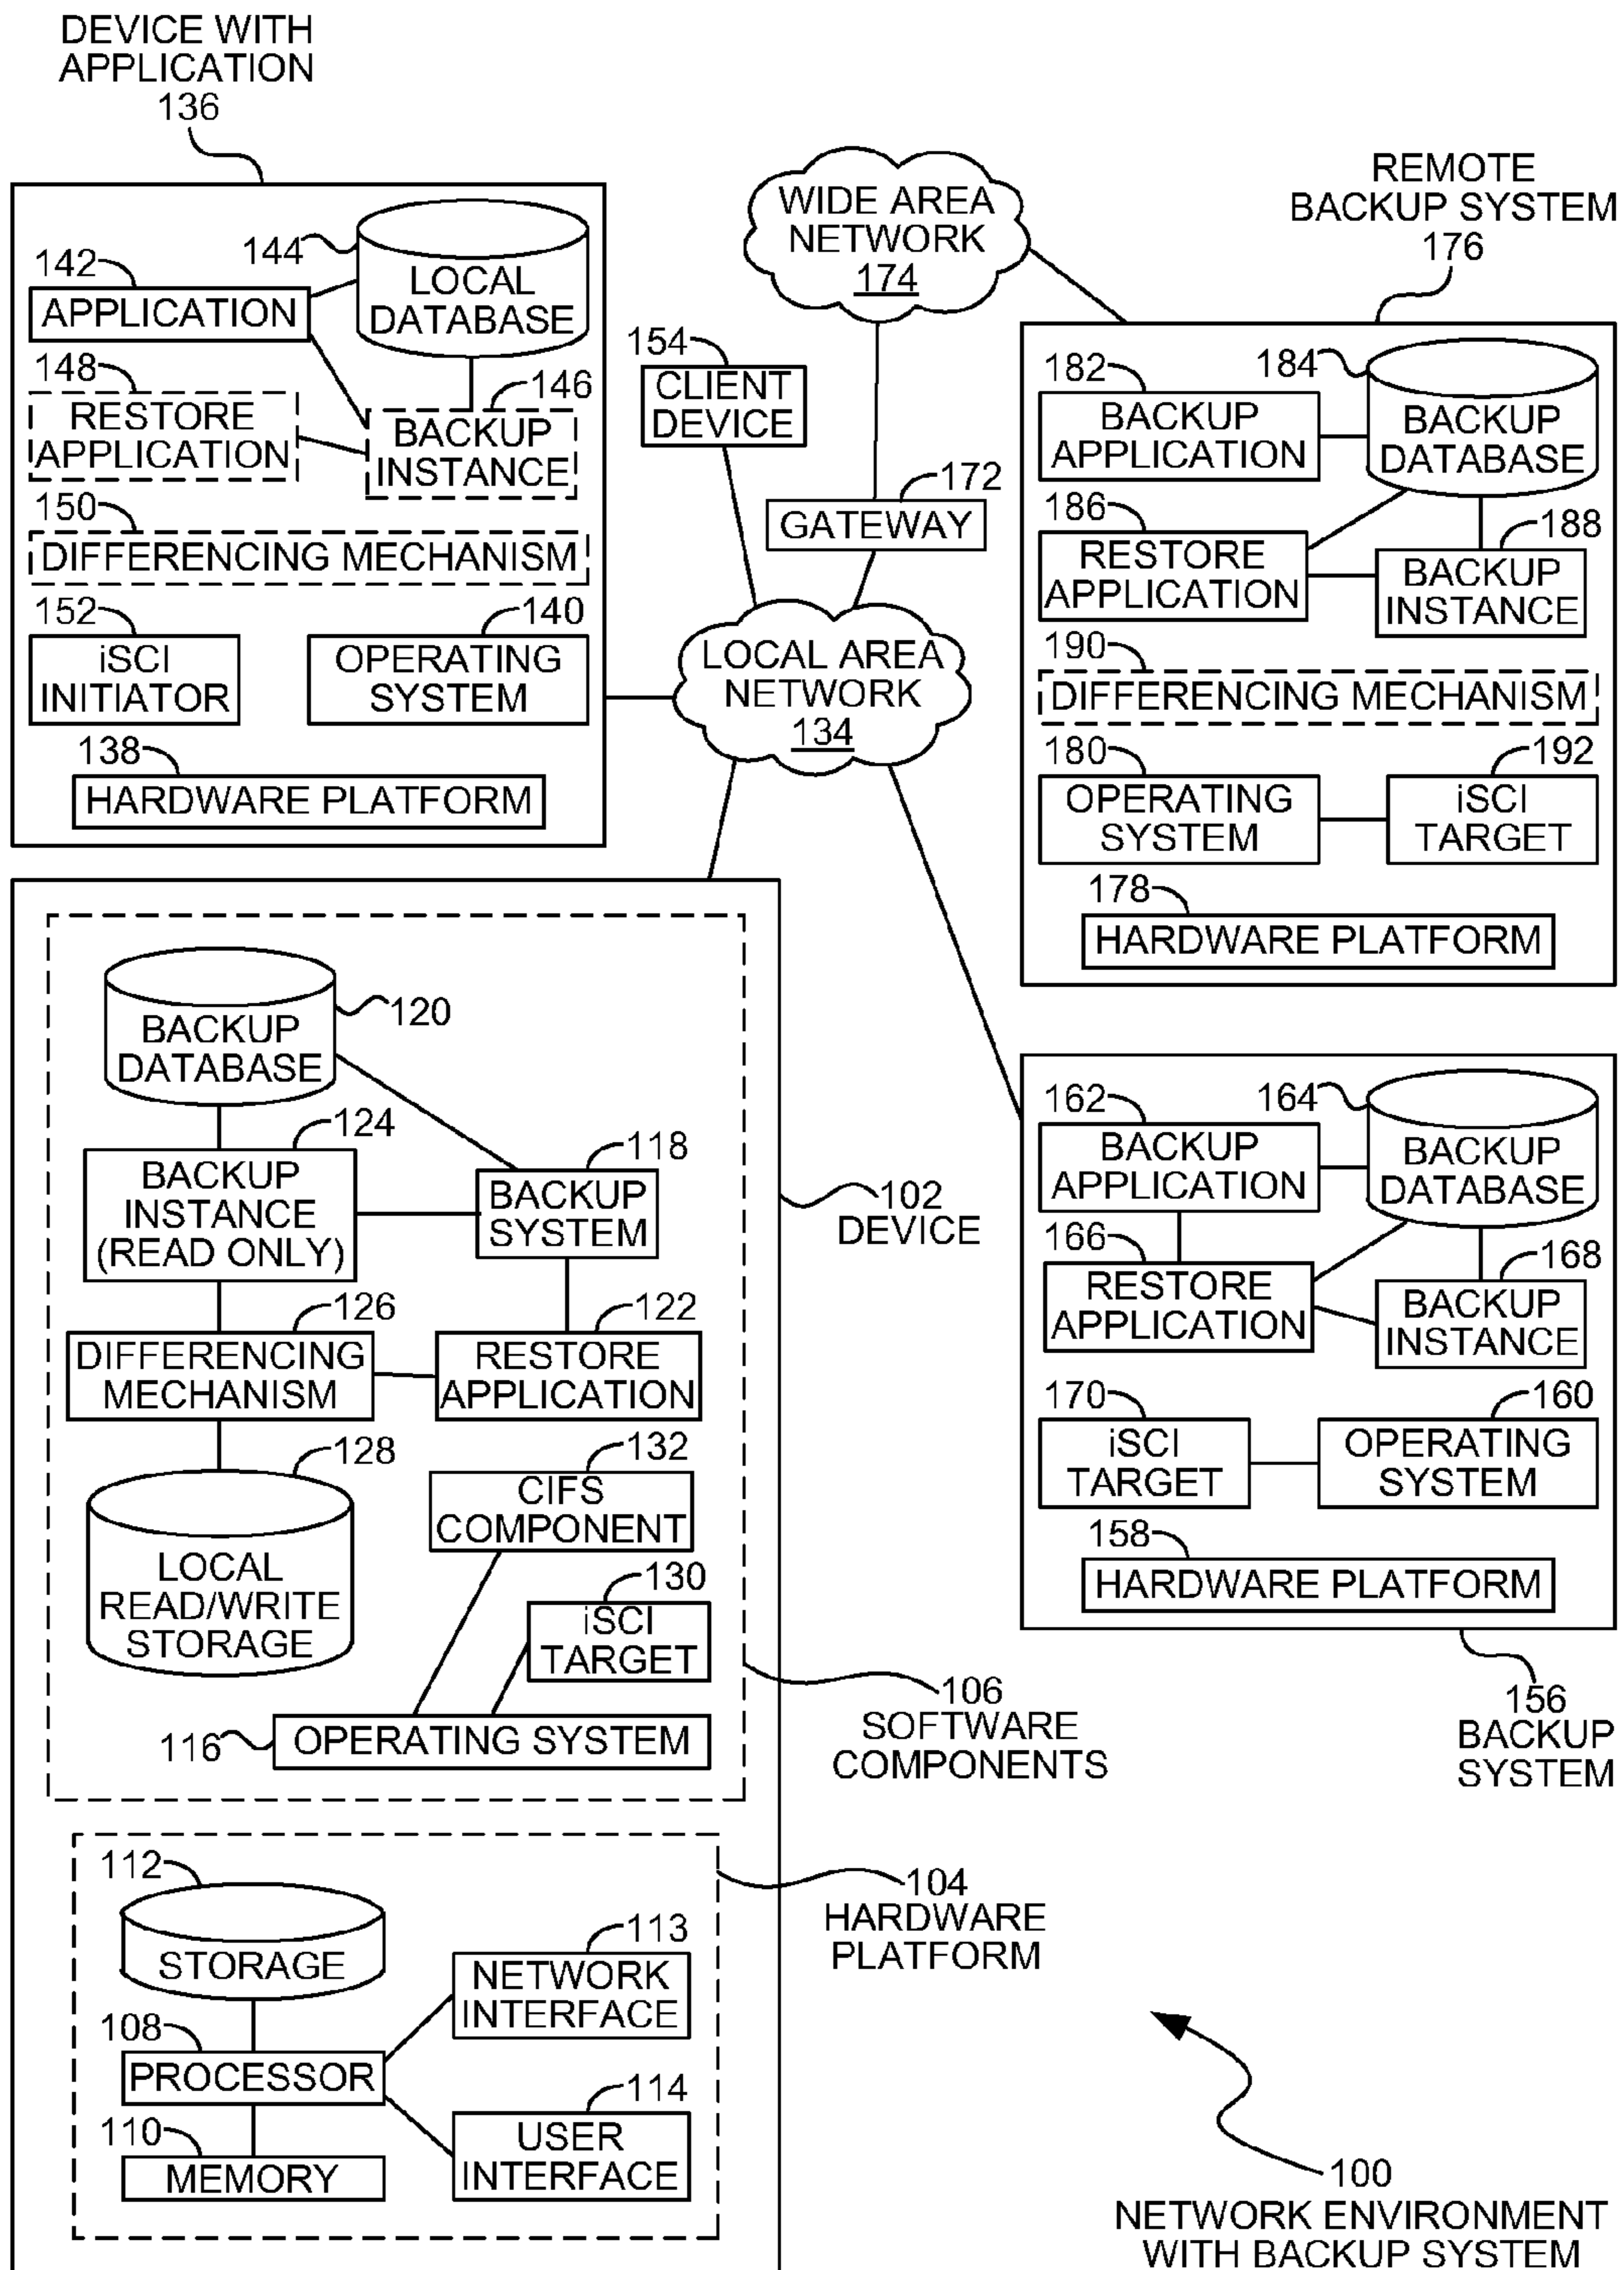 DEVICE WITH
APPLICATION
136
142
144
LOCAL
DATABASE
APPLICATION
148
RESTORE
APPLICATION
146
BACKUP
INSTANCE
150
DIFFERENCING MECHANISM
152
iSCI
INITIATOR
140
OPERATING
SYSTEM
138
HARDWARE PLATFORM
WIDE AREA
NETWORK
174
154
CLIENT
DEVICE
172
GATEWAY
LOCAL AREA
NETWORK
134
REMOTE
BACKUP SYSTEM
176
182
BACKUP
APPLICATION
184
BACKUP
DATABASE
186
RESTORE
APPLICATION
188
BACKUP
INSTANCE
190
DIFFERENCING MECHANISM
180
OPERATING
SYSTEM
192
iSCI
TARGET
178
HARDWARE PLATFORM
120
BACKUP
DATABASE
124
BACKUP
INSTANCE
(READ ONLY)
118
BACKUP
SYSTEM
102
DEVICE
126
DIFFERENCING
MECHANISM
122
RESTORE
APPLICATION
128
LOCAL
READ/WRITE
STORAGE
132
CIFS
COMPONENT
130
iSCI
TARGET
116
OPERATING SYSTEM
106
SOFTWARE
COMPONENTS
162
BACKUP
APPLICATION
164
BACKUP
DATABASE
166
RESTORE
APPLICATION
168
BACKUP
INSTANCE
170
iSCI
TARGET
160
OPERATING
SYSTEM
158
HARDWARE PLATFORM
156
BACKUP
SYSTEM
112
STORAGE
104
HARDWARE
PLATFORM
113
NETWORK
INTERFACE
108
PROCESSOR
114
USER
INTERFACE
110
MEMORY
100
NETWORK ENVIRONMENT
WITH BACKUP SYSTEM